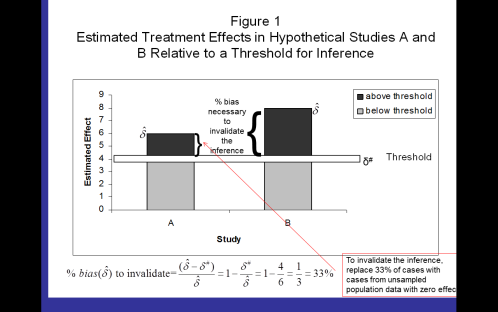 Figure 1
Estimated Treatment Effects in Hypothetical Studies A and
B Relative to a Threshold for Inference
9
8
7
6
5
4
3
2
1
0
Estimated Effect
δ̂
% bias
necessary
to
invalidate
the
inference
δ̂
above threshold
below threshold
δ# Threshold
A B
Study
% bias(δ̂) to invalidate= (δ̂ − δ#)/δ̂ = 1 − δ#/δ̂ = 1 − 4/6 = 1/3 = 33%
To invalidate the inference,
replace 33% of cases with
cases from unsampled
population data with zero effec